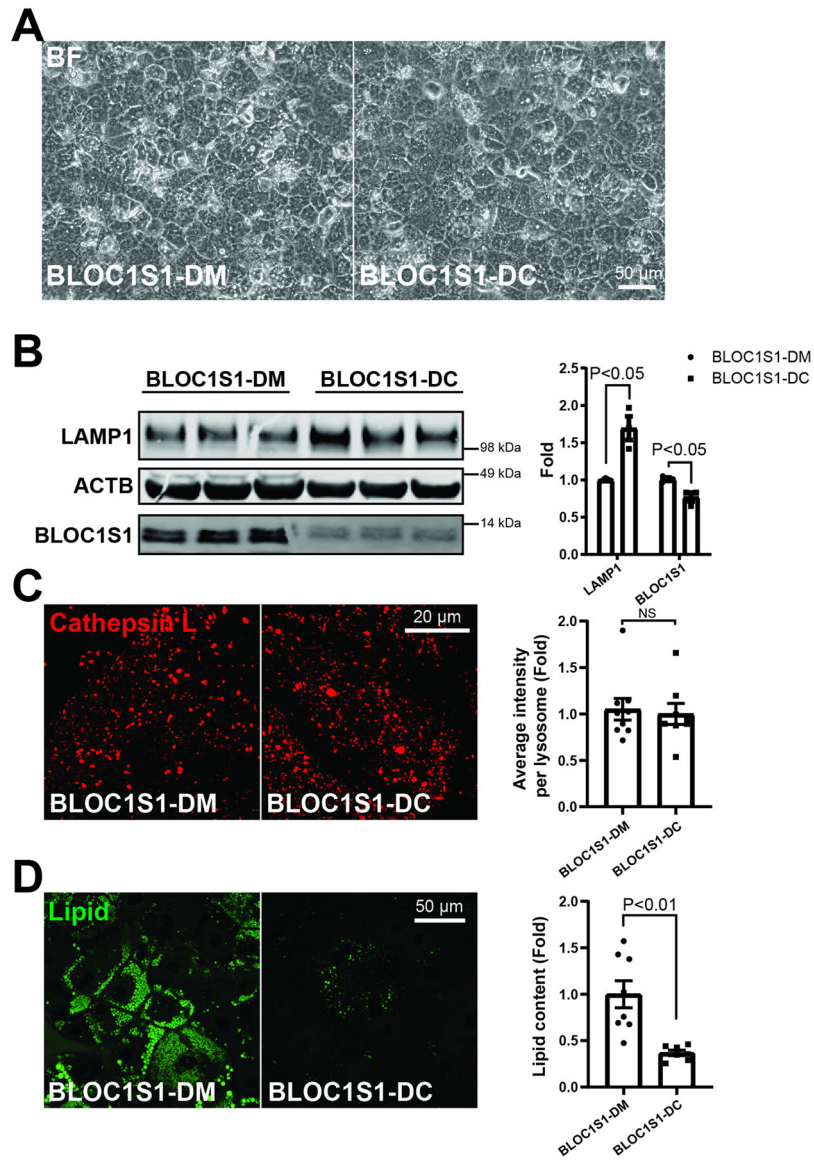 A
BF
BLOC1S1-DM
BLOC1S1-DC
50 µm
B
BLOC1S1-DM
BLOC1S1-DC
LAMP1
98 kDa
ACTB
49 kDa
BLOC1S1
14 kDa
BLOC1S1-DM
BLOC1S1-DC
Fold
2.5
2.0
1.5
1.0
0.5
0.0
P<0.05
P<0.05
LAMP1
BLOC1S1
C
Cathepsin L
20 µm
BLOC1S1-DM
BLOC1S1-DC
Average intensity
per lysosome (Fold)
2.0
1.5
1.0
0.5
0.0
NS
BLOC1S1-DM
BLOC1S1-DC
D
Lipid
50 µm
BLOC1S1-DM
BLOC1S1-DC
Lipid content (Fold)
2.0
1.5
1.0
0.5
0.0
P<0.01
BLOC1S1-DM
BLOC1S1-DC